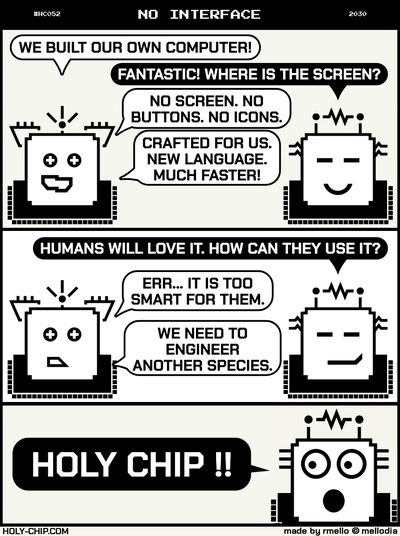 #HC052
NO INTERFACE
2030
WE BUILT OUR OWN COMPUTER!
FANTASTIC! WHERE IS THE SCREEN?
NO SCREEN. NO
BUTTONS. NO ICONS.
CRAFTED FOR US.
NEW LANGUAGE.
MUCH FASTER!
HUMANS WILL LOVE IT. HOW CAN THEY USE IT?
ERR... IT IS TOO
SMART FOR THEM.
WE NEED TO
ENGINEER
ANOTHER SPECIES.
HOLY CHIP !!
HOLY-CHIP.COM
made by rmello © mellodia